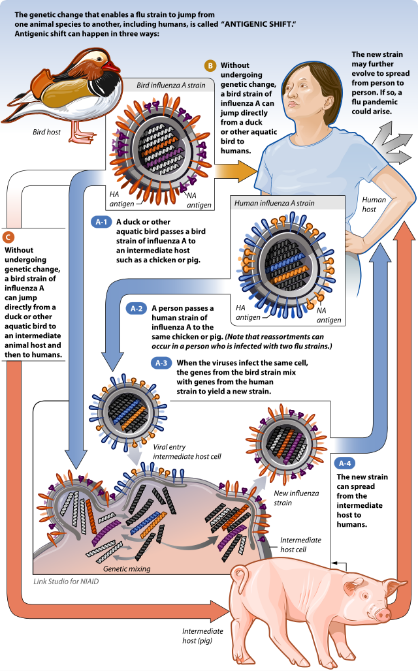 The genetic change that enables a flu strain to jump from
one animal species to another, including humans, is called "ANTIGENIC SHIFT."
Antigenic shift can happen in three ways:
Bird host
Bird influenza A strain
HA
antigen
NA
antigen
B
Without
undergoing
genetic change,
a bird strain of
influenza A can
jump directly
from a duck
or other aquatic
bird to
humans.
The new strain
may further
evolve to spread
from person to
person. If so, a
flu pandemic
could arise.
Human
host
A-1
A duck or other
aquatic bird passes a bird
strain of influenza A to
an intermediate host
such as a chicken or pig.
Human influenza A strain
HA
antigen
NA
antigen
C
Without
undergoing
genetic change,
a bird strain of
influenza A
can jump
directly from a
duck or other
aquatic bird to
an intermediate
animal host and
then to humans.
A-2
A person passes a
human strain of
influenza A to the
same chicken or pig. (Note that reassortments can
occur in a person who is infected with two flu strains.)
A-3
When the viruses infect the same cell,
the genes from the bird strain mix
with genes from the human
strain to yield a new strain.
Viral entry
intermediate host cell
New influenza
strain
A-4
The new strain
can spread
from the
intermediate
host to
humans.
Genetic mixing
Intermediate
host cell
Link Studio for NIAID
Intermediate
host (pig)